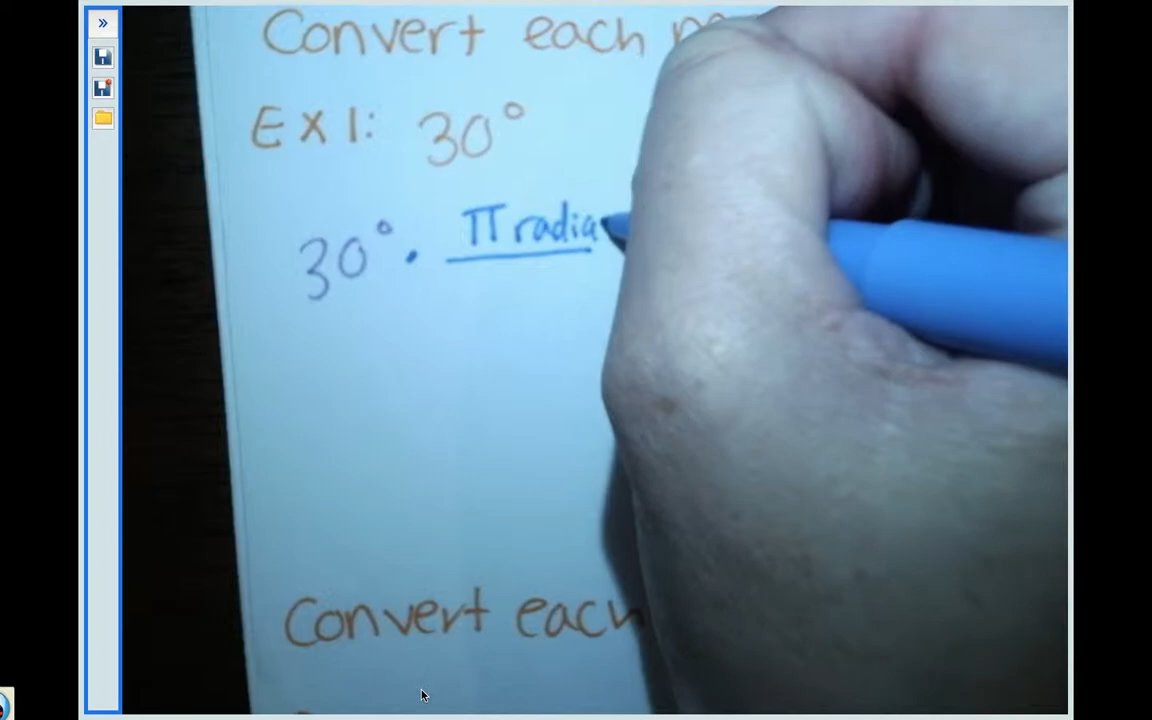 Convert each
Ex 1: 30°
30° · π radia
Convert each